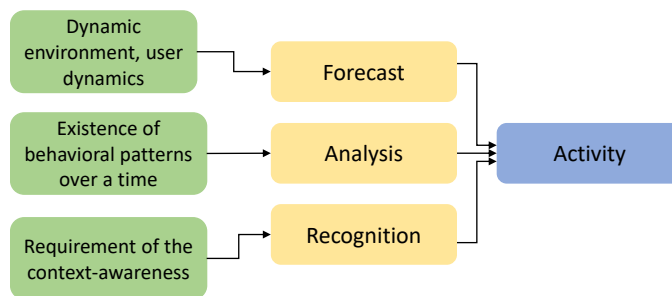 Dynamic
environment, user
dynamics
Forecast
Existence of
behavioral patterns
over a time
Analysis
Activity
Requirement of the
context-awareness
Recognition